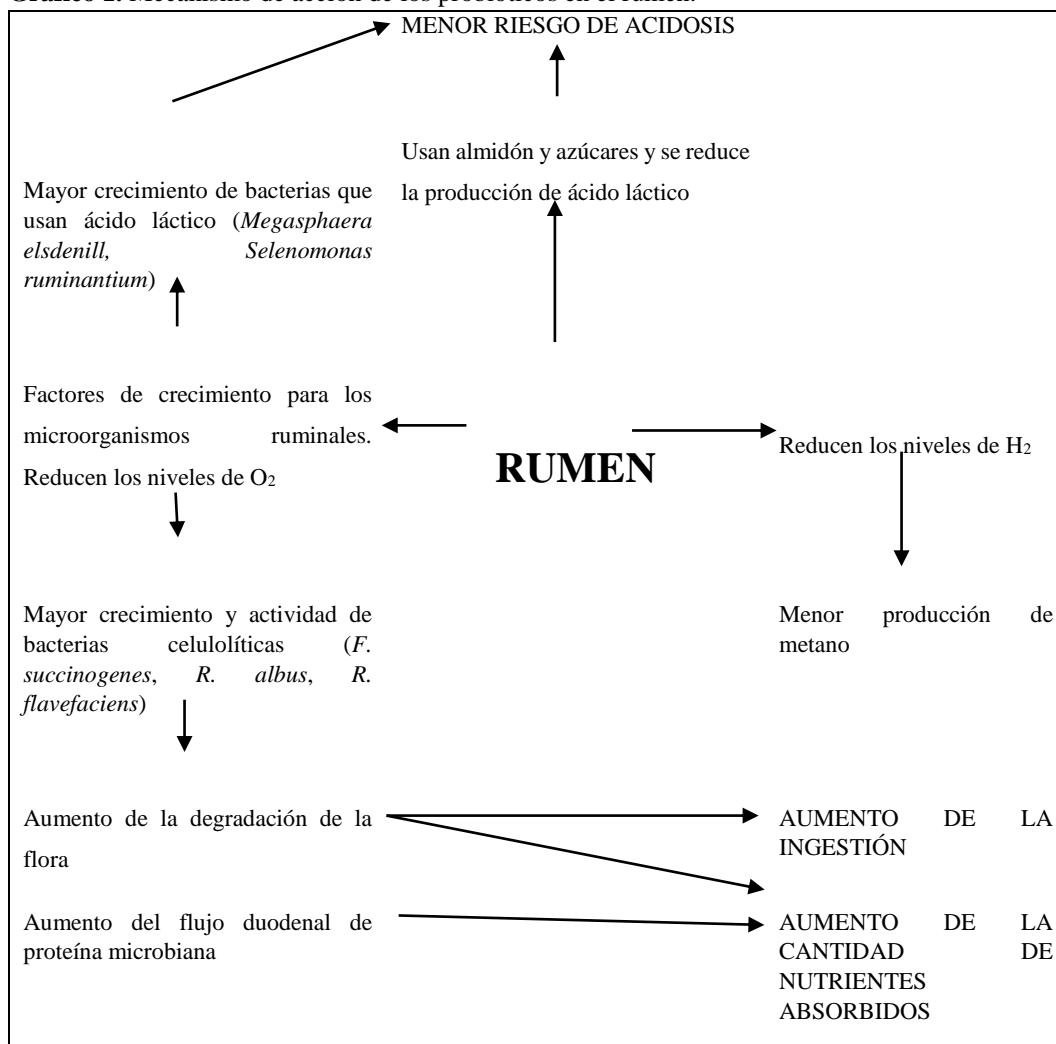 Gráfico 1. Mecanismo de acción de los probióticos en el rumen.
MENOR RIESGO DE ACIDOSIS
Usan almidón y azúcares y se reduce
la producción de ácido láctico
Mayor crecimiento de bacterias que
usan ácido láctico (Megasphaera
elsdenill, Selenomonas
ruminantium)
Factores de crecimiento para los
microorganismos ruminales.
Reducen los niveles de O2
RUMEN
Reducen los niveles de H2
Mayor crecimiento y actividad de
bacterias celulolíticas (F.
succinogenes, R. albus, R.
flavefaciens)
Menor producción de
metano
Aumento de la degradación de la
flora
AUMENTO DE LA
INGESTIÓN
Aumento del flujo duodenal de
proteína microbiana
AUMENTO DE LA
CANTIDAD DE
NUTRIENTES
ABSORBIDOS